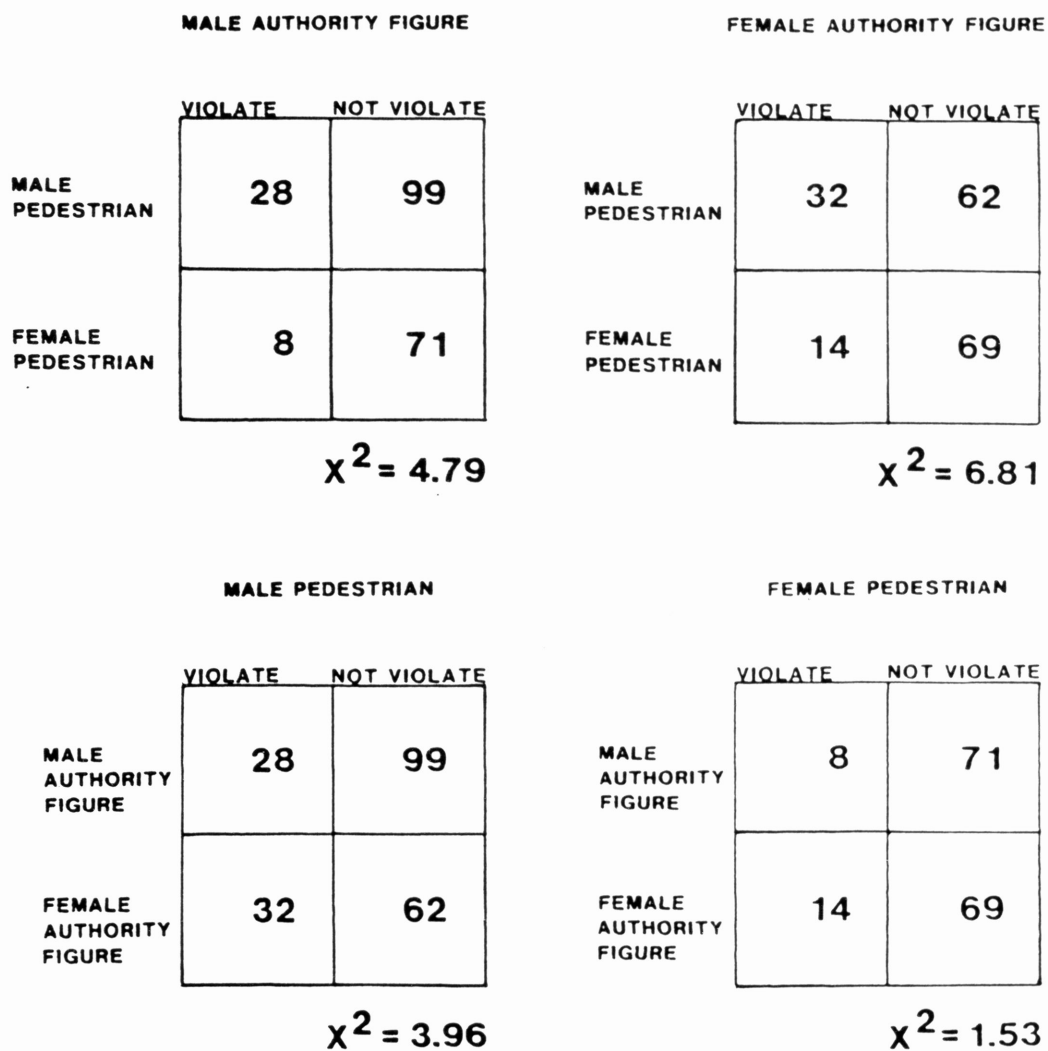 MALE AUTHORITY FIGURE
VIOLATE NOT VIOLATE
MALE
PEDESTRIAN
28 99
FEMALE
PEDESTRIAN
8 71
X² = 4.79
FEMALE AUTHORITY FIGURE
VIOLATE NOT VIOLATE
MALE
PEDESTRIAN
32 62
FEMALE
PEDESTRIAN
14 69
X² = 6.81
MALE PEDESTRIAN
VIOLATE NOT VIOLATE
MALE
AUTHORITY
FIGURE
28 99
FEMALE
AUTHORITY
FIGURE
32 62
X² = 3.96
FEMALE PEDESTRIAN
VIOLATE NOT VIOLATE
MALE
AUTHORITY
FIGURE
8 71
FEMALE
AUTHORITY
FIGURE
14 69
X² = 1.53